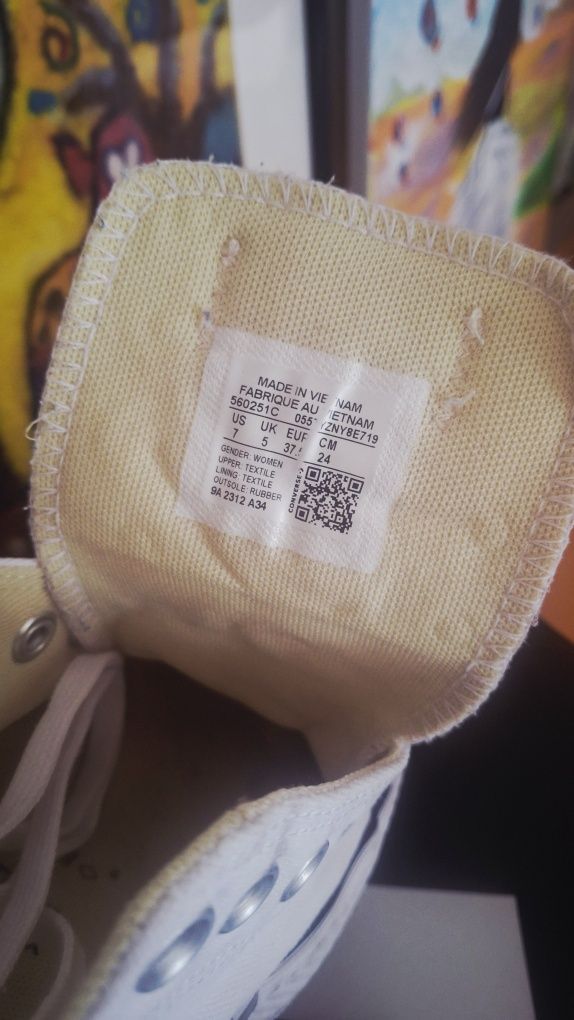 MADE IN VIETNAM
FABRIQUE AU VIETNAM
560251C
US UK EUR CM
7 5 24
GENDER: WOMEN
UPPER: TEXTILE
LINING: TEXTILE
OUTSOLE: RUBBER
9A 2312 A34